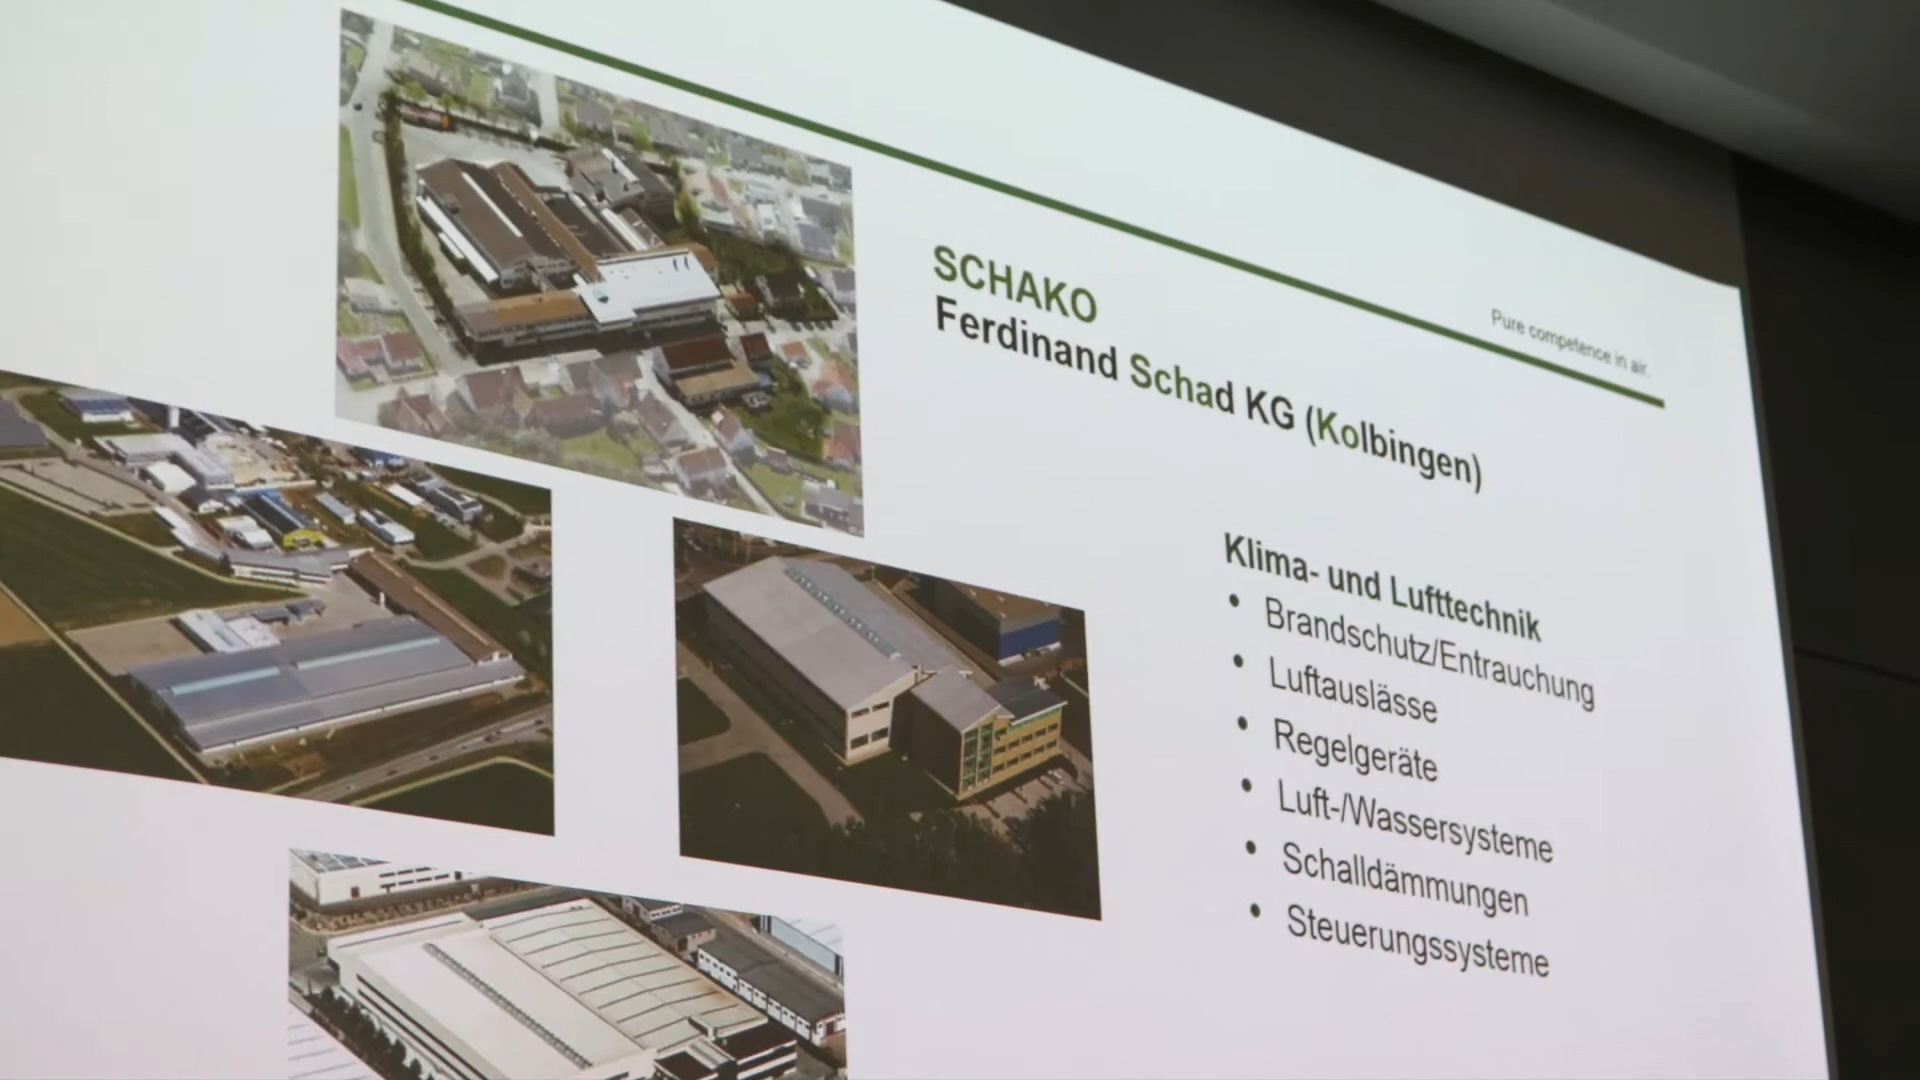 Pure competence in air.
SCHAKO
Ferdinand Schad KG (Kolbingen)
Klima- und Lufttechnik
• Brandschutz/Entrauchung
• Luftauslässe
• Regelgeräte
• Luft-/Wassersysteme
• Schalldämmungen
• Steuerungssysteme